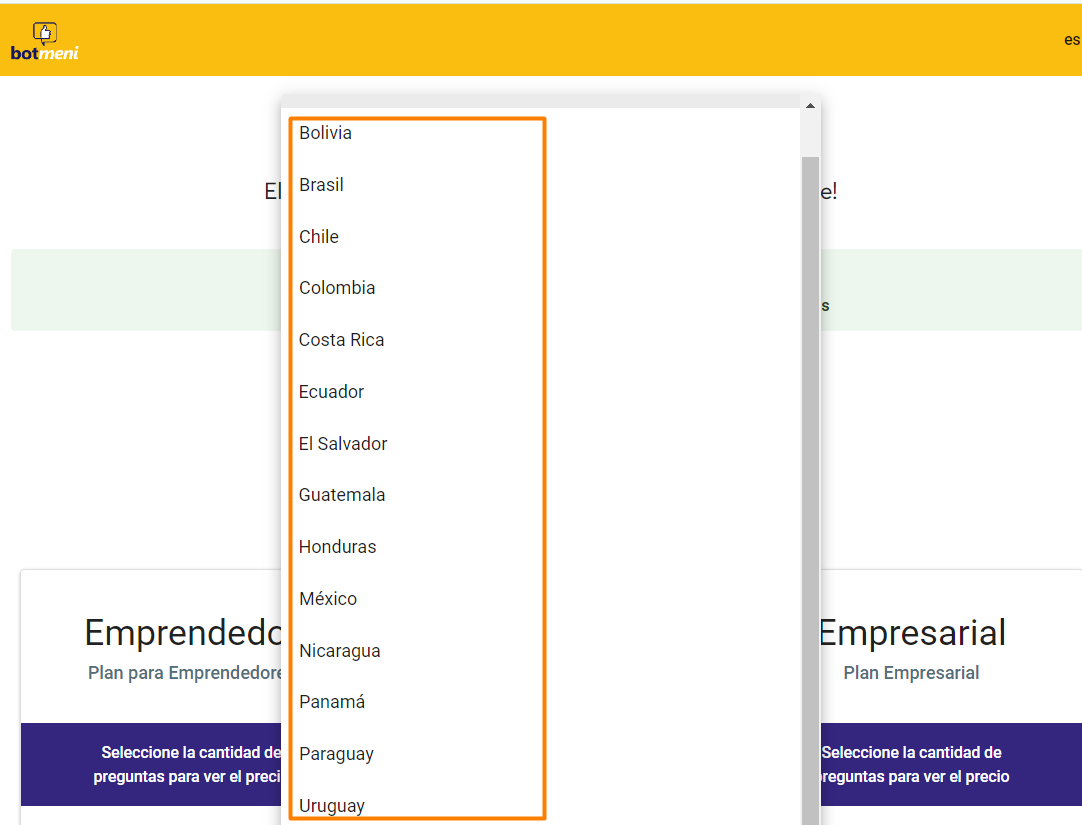 botmeni
es
Bolivia
Brasil
Chile
Colombia
Costa Rica
Ecuador
El Salvador
Guatemala
Honduras
México
Nicaragua
Panamá
Paraguay
Uruguay
El
e!
s
Emprendedo
Plan para Emprendedore
Seleccione la cantidad de
preguntas para ver el preci
Empresarial
Plan Empresarial
Seleccione la cantidad de
preguntas para ver el precio